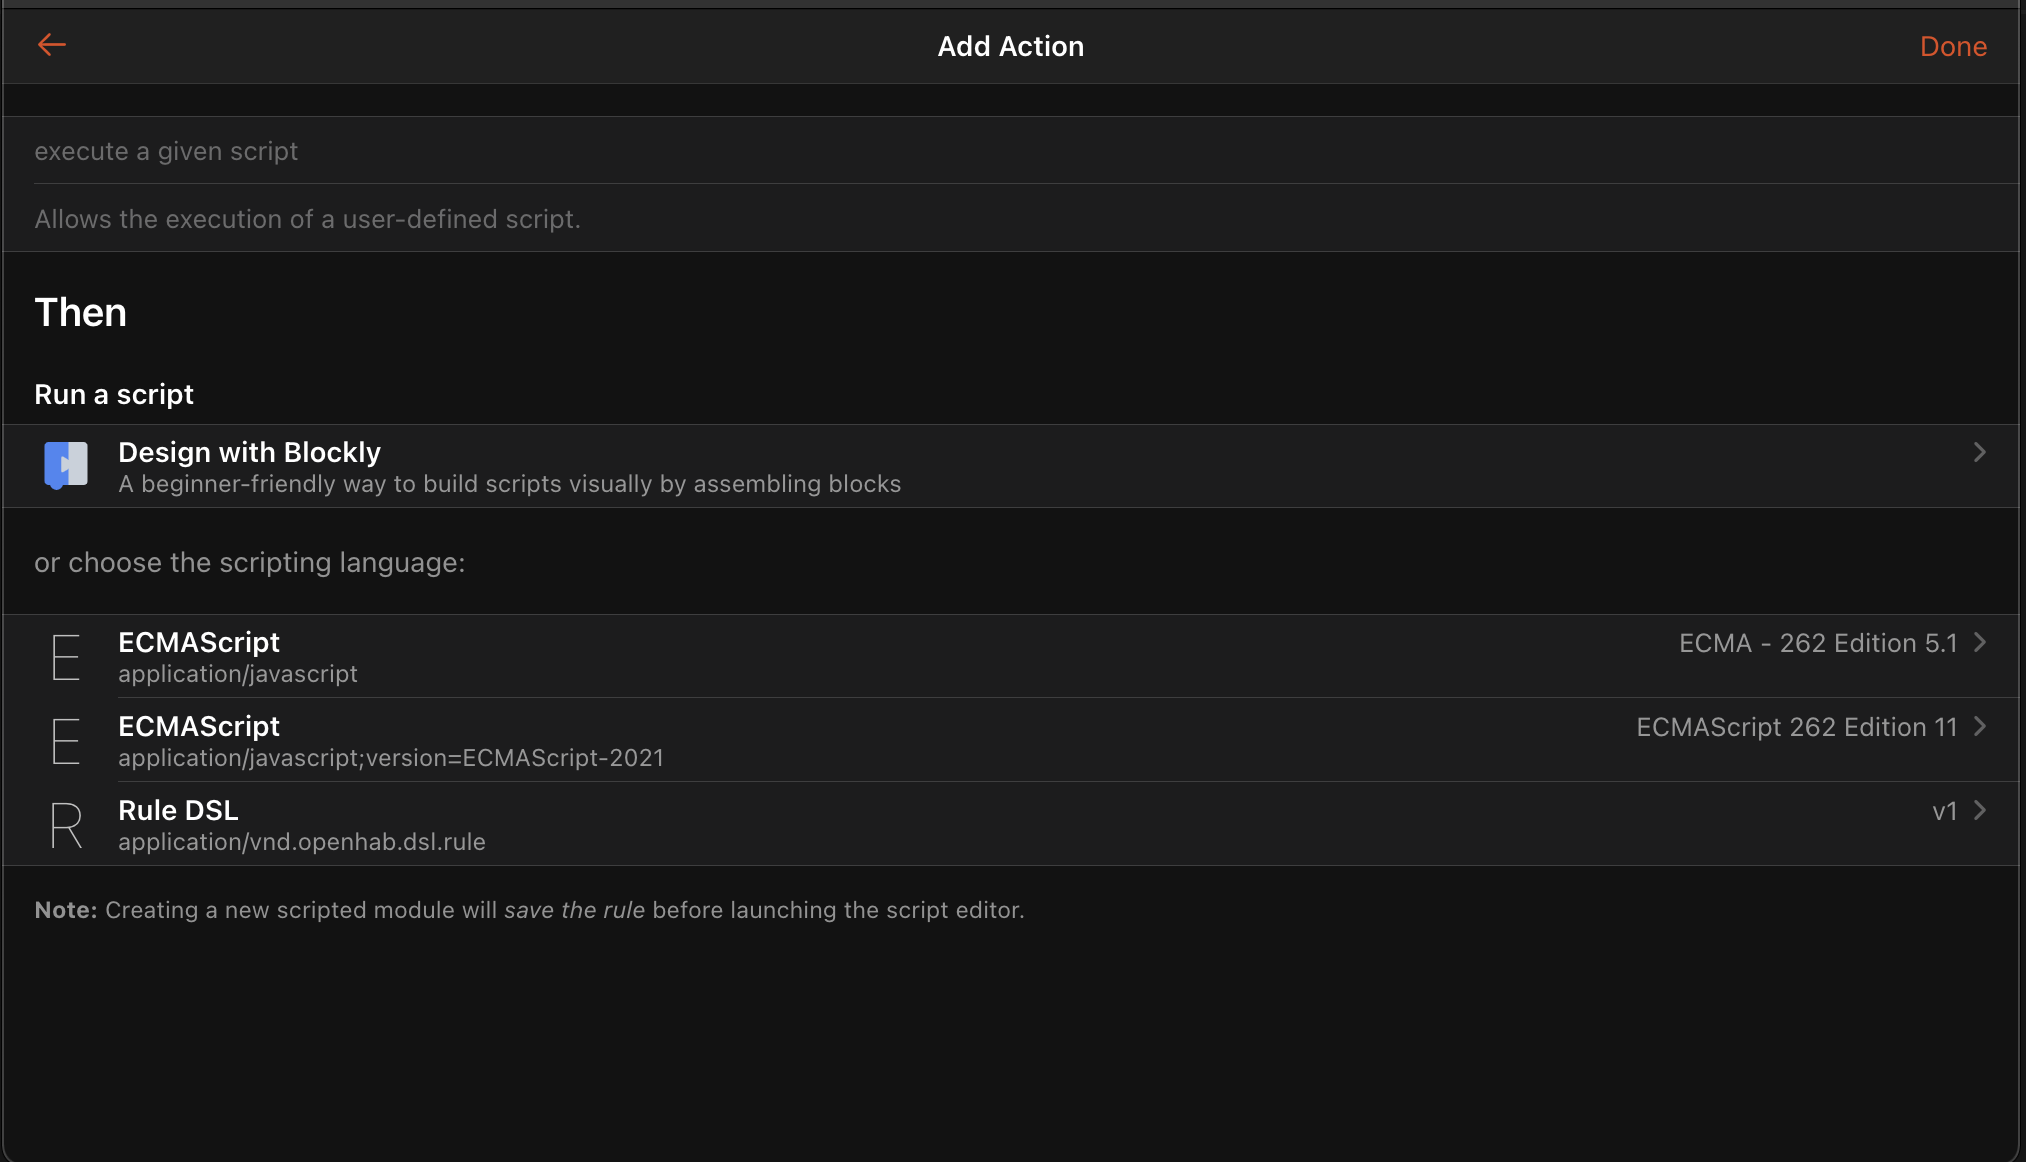 Add Action
Done
execute a given script
Allows the execution of a user-defined script.
Then
Run a script
Design with Blockly
A beginner-friendly way to build scripts visually by assembling blocks
or choose the scripting language:
E
ECMAScript
ECMA - 262 Edition 5.1
application/javascript
E
ECMAScript
ECMAScript 262 Edition 11
application/javascript;version=ECMAScript-2021
R
Rule DSL
v1
application/vnd.openhab.dsl.rule
Note: Creating a new scripted module will save the rule before launching the script editor.